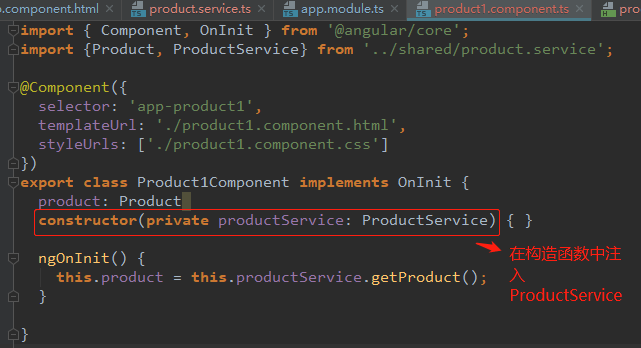 o.component.html × product.service.ts × app.module.ts × product1.component.ts × pro
import { Component, OnInit } from '@angular/core';
import {Product, ProductService} from '../shared/product.service';
@Component({
selector: 'app-product1',
templateUrl: './product1.component.html',
styleUrls: ['./product1.component.css']
})
export class Product1Component implements OnInit {
product: Product
constructor(private productService: ProductService) { }
ngOnInit() {
this.product = this.productService.getProduct();
}
}
在构造函数中注
入
ProductService